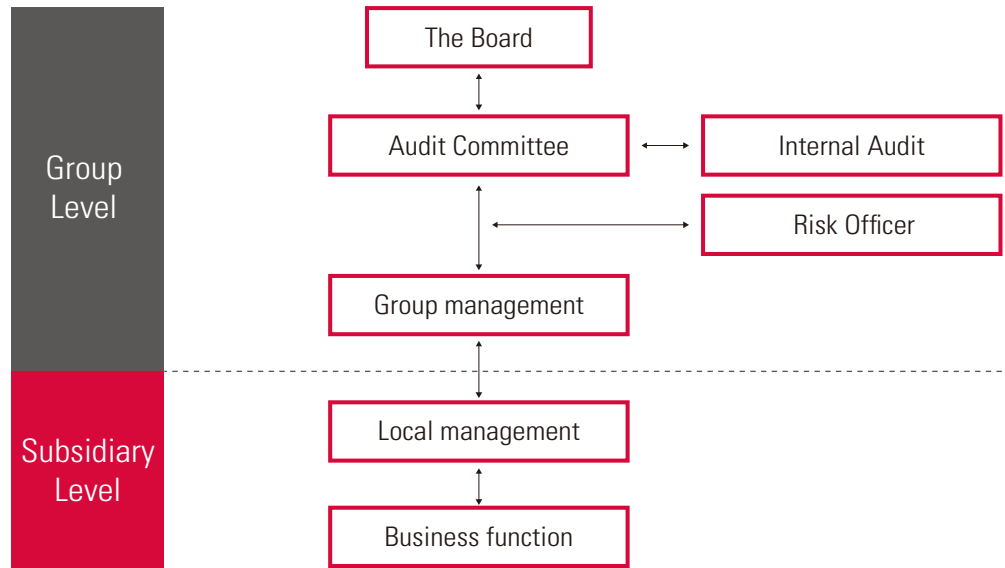 The Board
Audit Committee
Internal Audit
Group
Level
Risk Officer
Group management
Local management
Subsidiary
Level
Business function